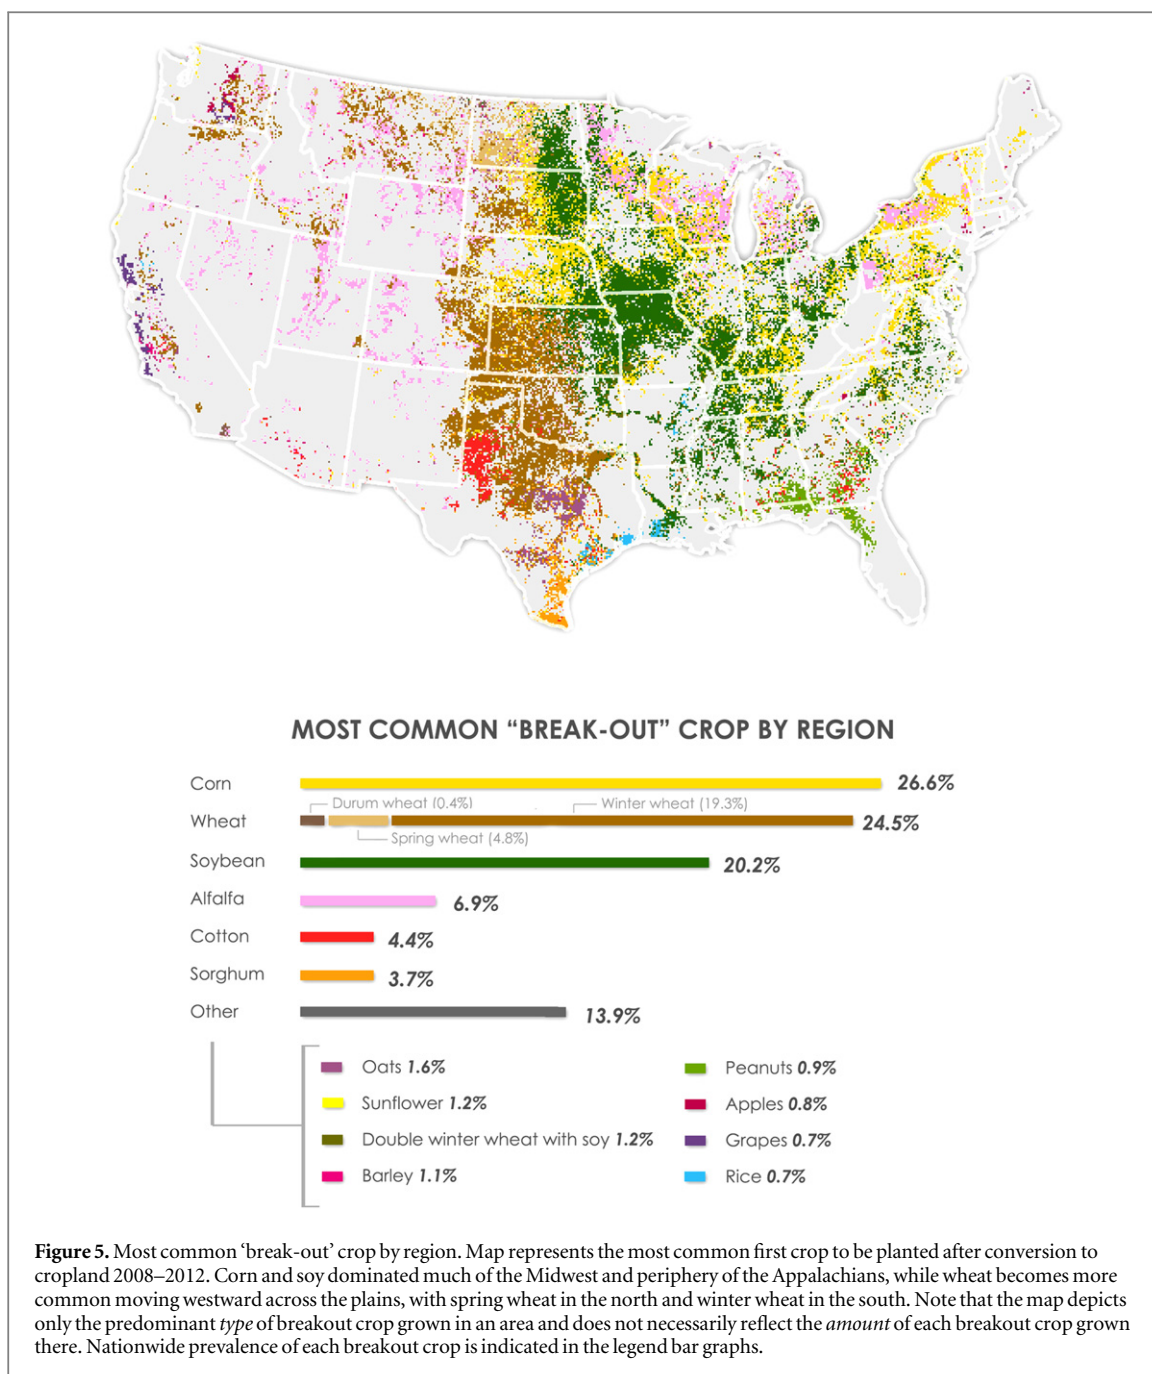 MOST COMMON “BREAK-OUT” CROP BY REGION
Corn 26.6%
Durum wheat (0.4%) Winter wheat (19.3%)
Wheat 24.5%
Spring wheat (4.8%)
Soybean 20.2%
Alfalfa 6.9%
Cotton 4.4%
Sorghum 3.7%
Other 13.9%
Oats 1.6% Peanuts 0.9%
Sunflower 1.2% Apples 0.8%
Double winter wheat with soy 1.2% Grapes 0.7%
Barley 1.1% Rice 0.7%
Figure 5. Most common ‘break-out’ crop by region. Map represents the most common first crop to be planted after conversion to
cropland 2008–2012. Corn and soy dominated much of the Midwest and periphery of the Appalachians, while wheat becomes more
common moving westward across the plains, with spring wheat in the north and winter wheat in the south. Note that the map depicts
only the predominant type of breakout crop grown in an area and does not necessarily reflect the amount of each breakout crop grown
there. Nationwide prevalence of each breakout crop is indicated in the legend bar graphs.